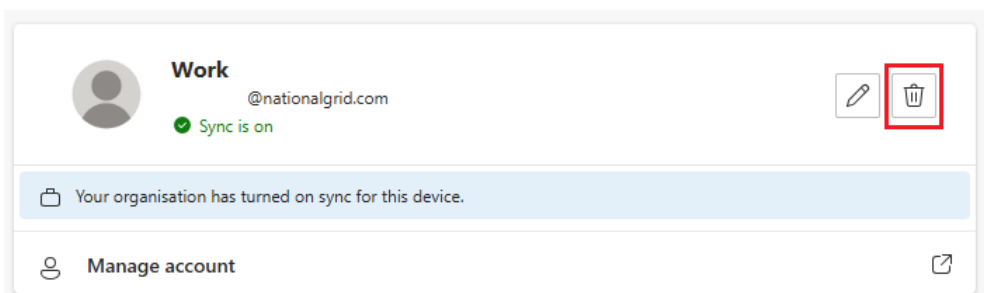 Work
@nationalgrid.com
Sync is on
Your organisation has turned on sync for this device.
Manage account